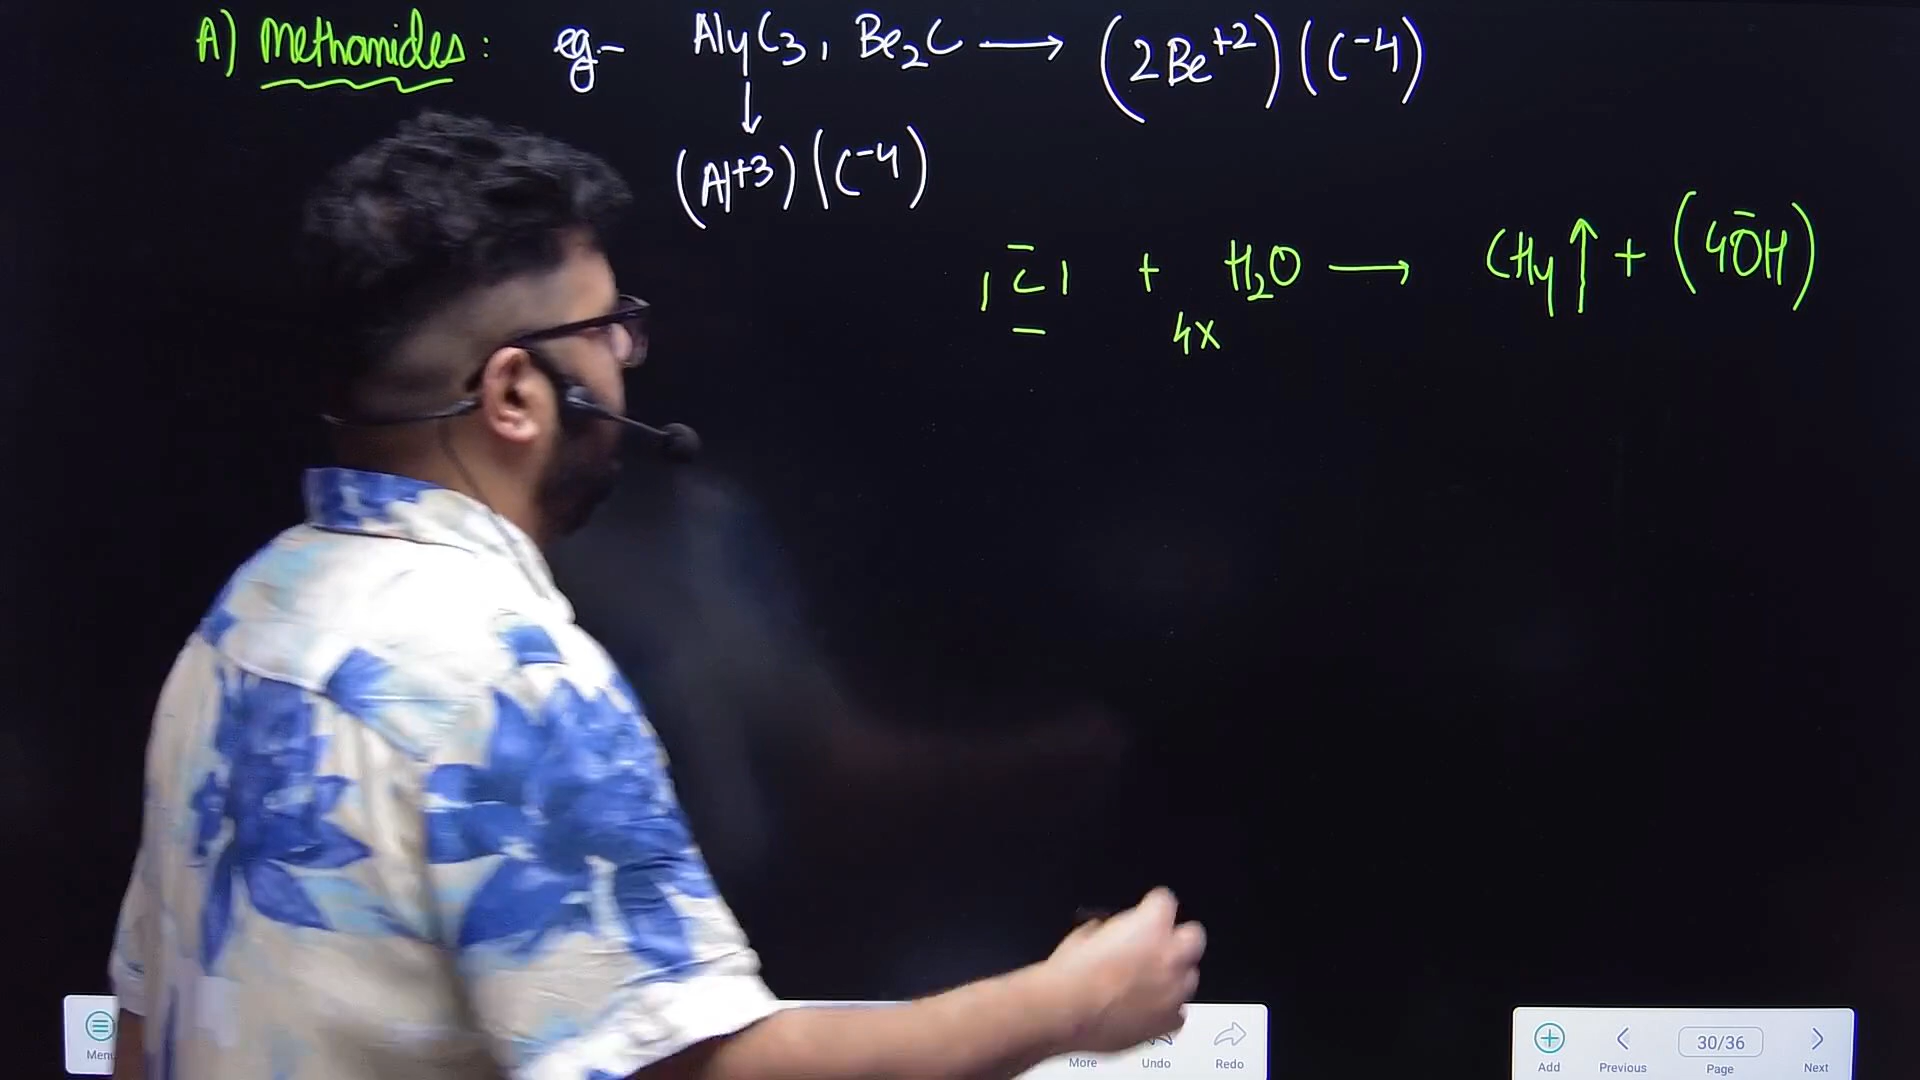 A) Methanides : eg- Al4C3, Be2C → (2Be+2)(C-4)
↓
(Al+3)(C-4)
C + 4x H2O → CH4↑ + (4OH)
Menu More Undo Redo Add Previous 30/36 Page Next